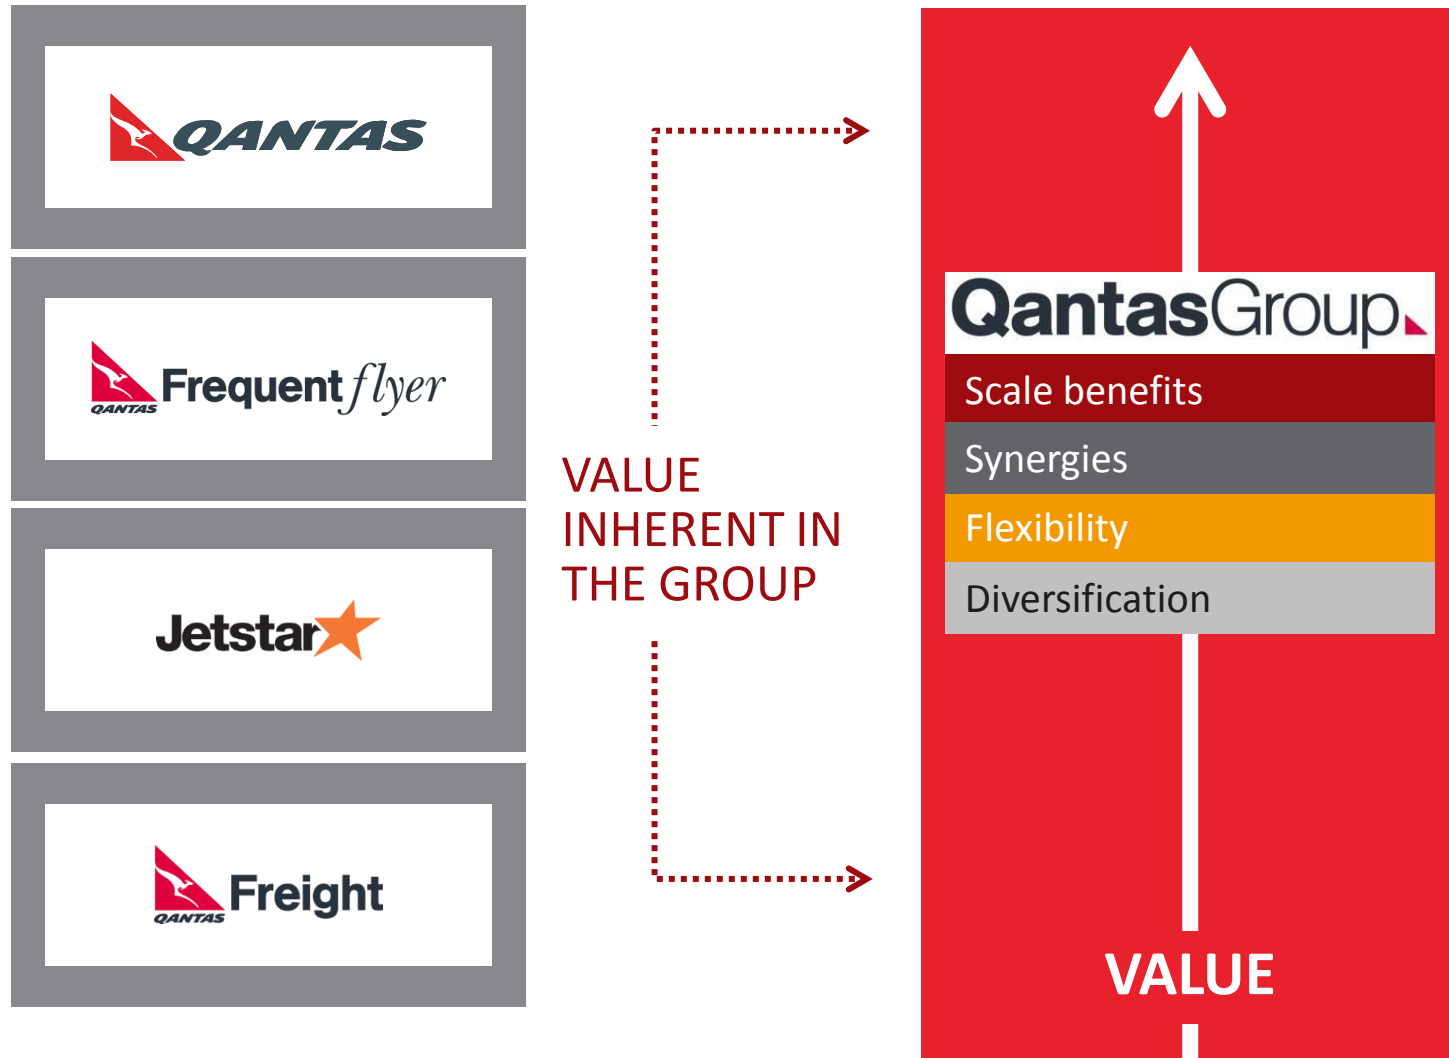 QANTAS
Frequent flyer
QANTAS
Jetstar
Freight
QANTAS
VALUE
INHERENT IN
THE GROUP
QantasGroup
Scale benefits
Synergies
Flexibility
Diversification
VALUE